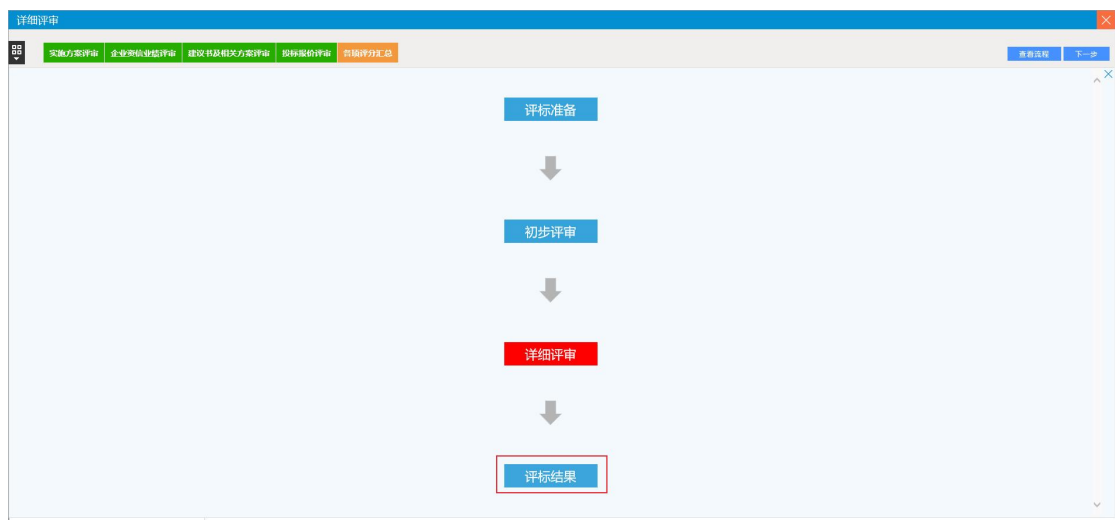 详细评审
实施方案评审 企业资信业绩评审 建议书及相关方案评审 投标报价评审 各项评分汇总
查看流程 下一步
评标准备
初步评审
详细评审
评标结果